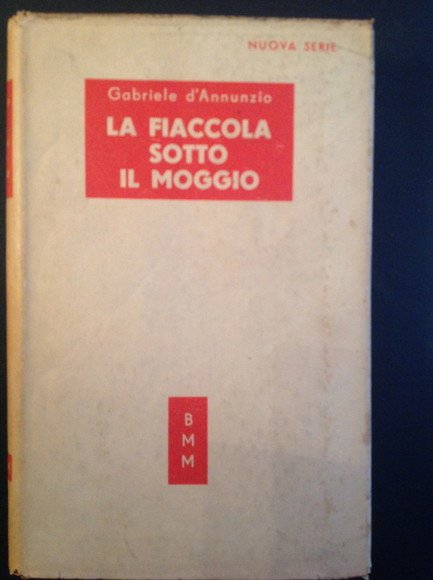 NUOVA SERIE
Gabriele d'Annunzio
LA FIACCOLA
SOTTO
IL MOGGIO
B
M
M